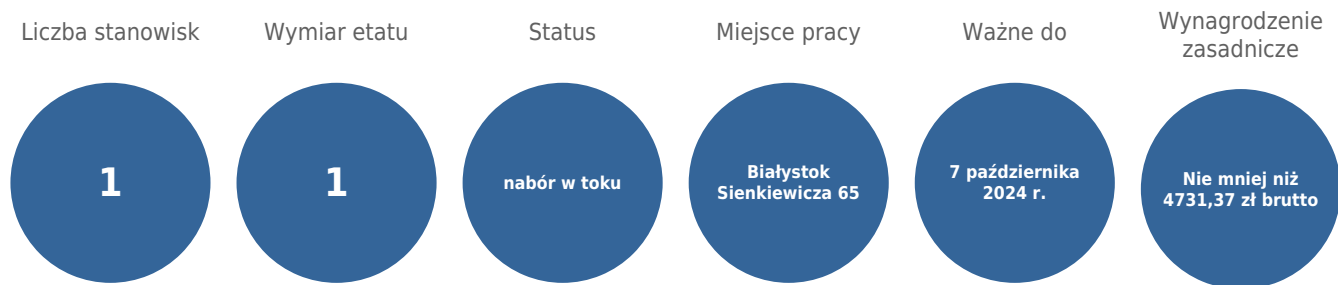 Liczba stanowisk
Wymiar etatu
Status
Miejsce pracy
Ważne do
Wynagrodzenie
zasadnicze
1
1
nabór w toku
Białystok
Sienkiewicza 65
7 października
2024 r.
Nie mniej niż
4731,37 zł brutto